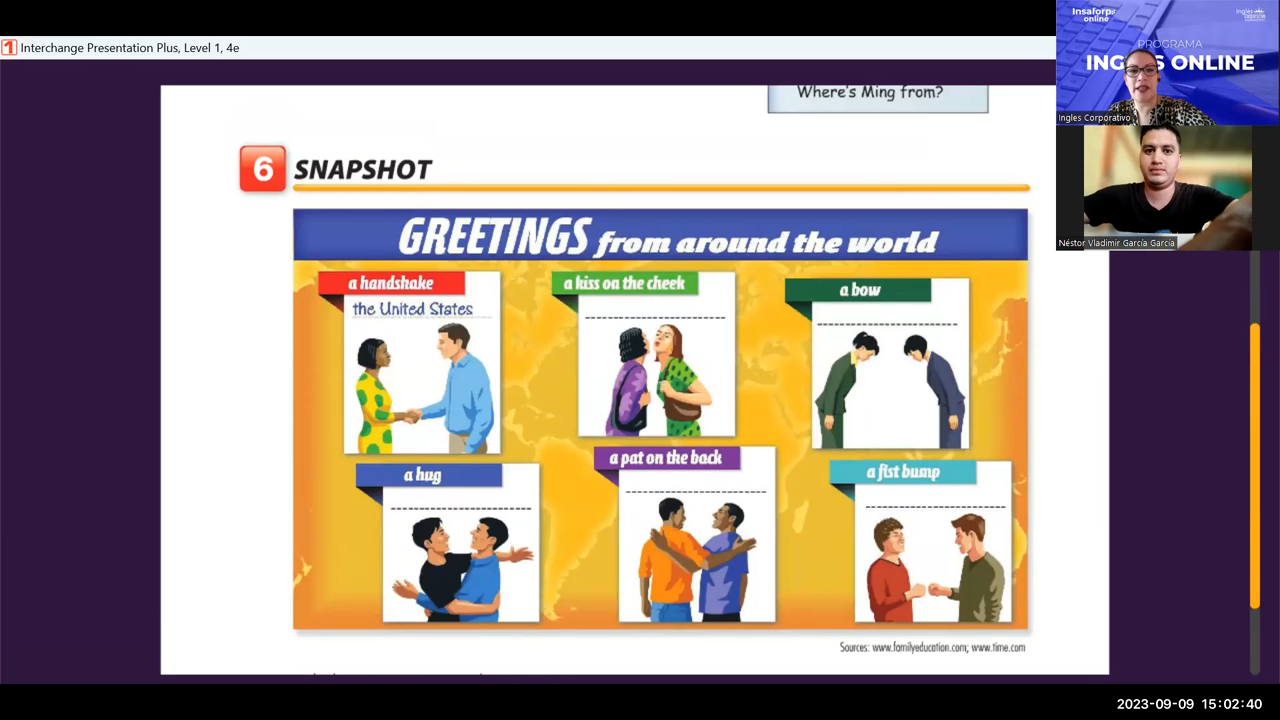 Interchange Presentation Plus, Level 1, 4e
Where's Ming from?
6 SNAPSHOT
GREETINGS from around the world
a handshake
the United States
a kiss on the cheek
a bow
a hug
a pat on the back
a fist bump
Sources: www.familyeducation.com; www.time.com
Insaforp
online
PROGRAMA
INGLES ONLINE
Ingles Corporativo
Néstor Vladimir García García
2023-09-09 15:02:40